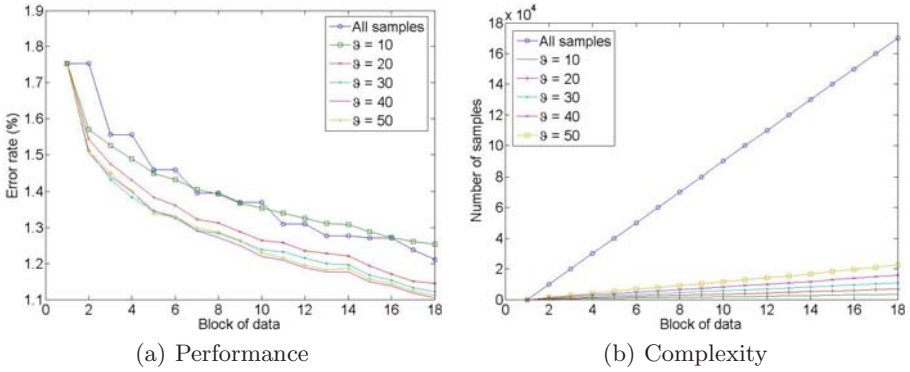 1.9
1.8
1.7
1.6
1.5
1.4
1.3
1.2
1.1
Error rate (%)
0 2 4 6 8 10 12 14 16 18
Block of data
All samples
ϑ = 10
ϑ = 20
ϑ = 30
ϑ = 40
ϑ = 50
(a) Performance
18 x 10⁴
16
14
12
10
8
6
4
2
0
Number of samples
0 2 4 6 8 10 12 14 16 18
Block of data
All samples
ϑ = 10
ϑ = 20
ϑ = 30
ϑ = 40
ϑ = 50
(b) Complexity